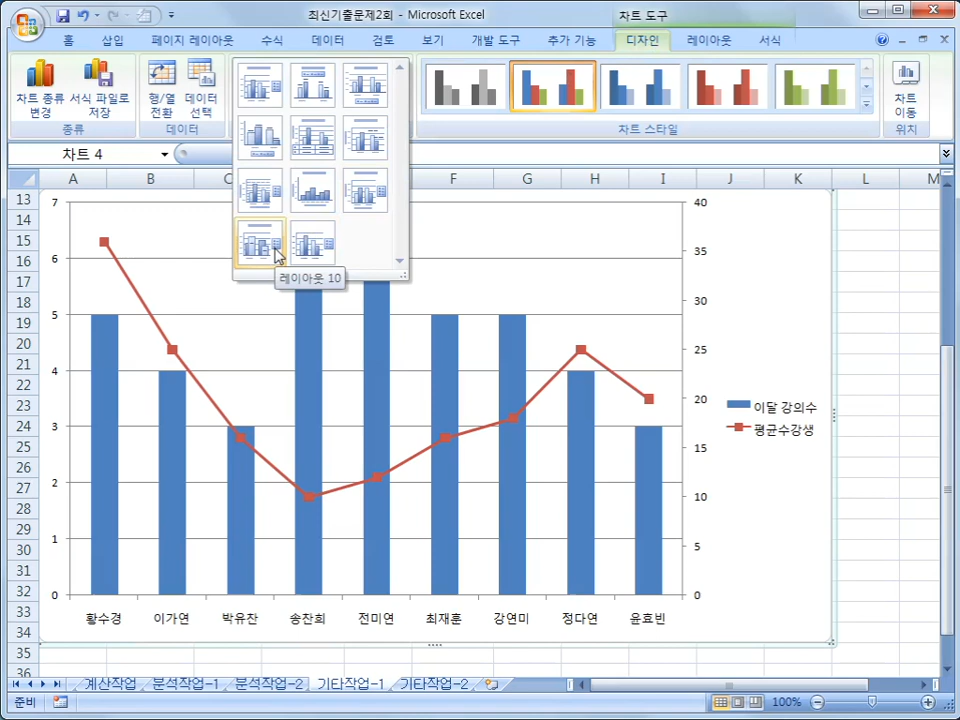 최신기출문제2회 - Microsoft Excel
차트 도구
홈 삽입 페이지 레이아웃 수식 데이터 검토 보기 개발 도구 추가 기능 디자인 레이아웃 서식
차트 종류 변경
서식 파일로 저장
행/열 전환
데이터 선택
차트 이동
종류 데이터 차트 스타일 위치
차트 4
A B C F G H I J K L M
레이아웃 10
13
14
15
16
17
18
19
20
21
22
23
24
25
26
27
28
29
30
31
32
33
34
35
36
7
6
5
4
3
2
1
0
40
35
30
25
20
15
10
5
0
이달 강의수
평균수강생
황수경 이가연 박유찬 송찬희 전미연 최재훈 강연미 정다연 윤효빈
계산작업 분석작업-1 분석작업-2 기타작업-1 기타작업-2
준비 100%